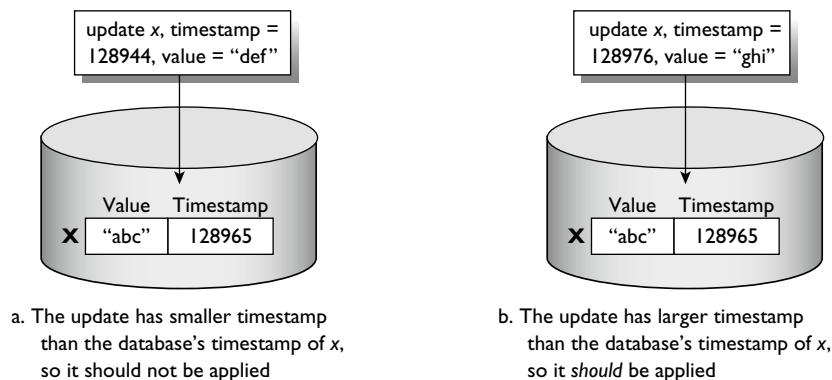 update x, timestamp =
128944, value = “def”
Value Timestamp
X “abc” 128965
a. The update has smaller timestamp
than the database’s timestamp of x,
so it should not be applied
update x, timestamp =
128976, value = “ghi”
Value Timestamp
X “abc” 128965
b. The update has larger timestamp
than the database’s timestamp of x,
so it should be applied